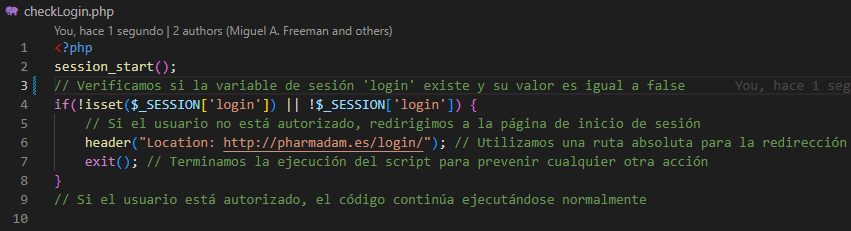 checkLogin.php
You, hace 1 segundo | 2 authors (Miguel A. Freeman and others)
1 <?php
2 session_start();
3 // Verificamos si la variable de sesión 'login' existe y su valor es igual a false You, hace 1 seg
4 if(!isset($_SESSION['login']) || !$_SESSION['login']) {
5 // Si el usuario no está autorizado, redirigimos a la página de inicio de sesión
6 header("Location: http://pharmadam.es/login/"); // Utilizamos una ruta absoluta para la redirección
7 exit(); // Terminamos la ejecución del script para prevenir cualquier otra acción
8 }
9 // Si el usuario está autorizado, el código continúa ejecutándose normalmente
10